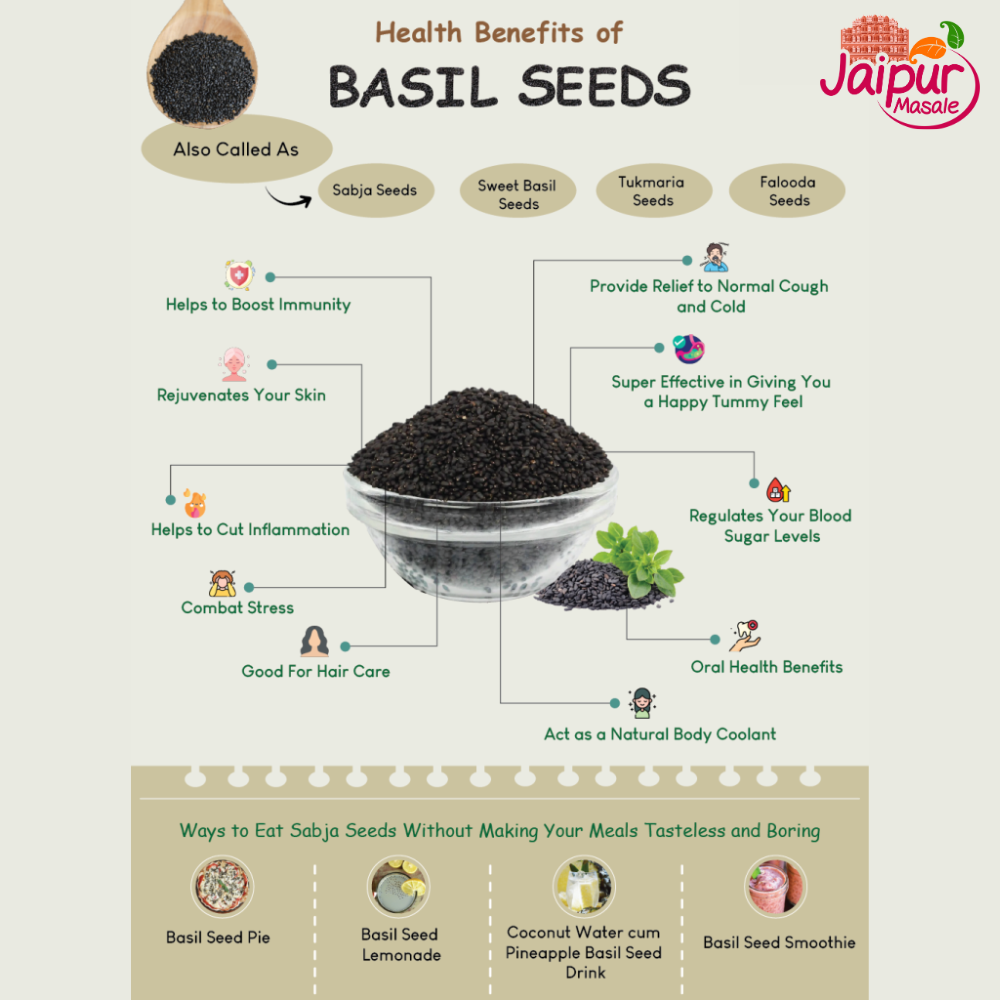 Health Benefits of
BASIL SEEDS
Jaipur
Masale
Also Called As
Sabja Seeds
Sweet Basil
Seeds
Tukmaria
Seeds
Falooda
Seeds
Helps to Boost Immunity
Provide Relief to Normal Cough
and Cold
Rejuvenates Your Skin
Super Effective in Giving You
a Happy Tummy Feel
Helps to Cut Inflammation
Regulates Your Blood
Sugar Levels
Combat Stress
Good For Hair Care
Oral Health Benefits
Act as a Natural Body Coolant
Ways to Eat Sabja Seeds Without Making Your Meals Tasteless and Boring
Basil Seed Pie
Basil Seed
Lemonade
Coconut Water cum
Pineapple Basil Seed
Drink
Basil Seed Smoothie